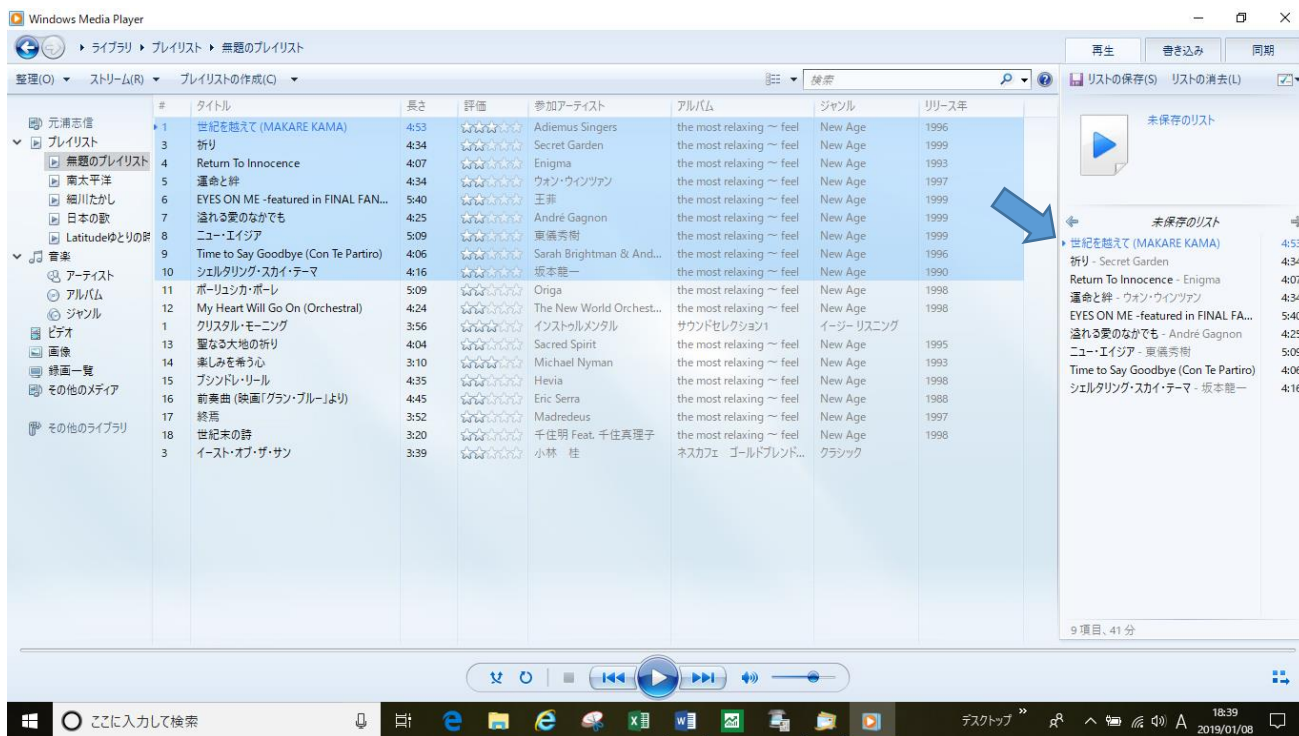 Windows Media Player
ライブラリ ▸ プレイリスト ▸ 無題のプレイリスト
再生 書き込み 同期
整理(O) ストリーム(R) プレイリストの作成(C) 検索 リストの保存(S) リストの消去(L)
# タイトル 長さ 評価 参加アーティスト アルバム ジャンル リリース年
元浦志信
プレイリスト
無題のプレイリスト
南太平洋
細川たかし
日本の歌
Latitudeゆとりの時
音楽
アーティスト
アルバム
ジャンル
ビデオ
画像
録画一覧
その他のメディア
その他のライブラリ
1 世紀を越えて (MAKARE KAMA) 4:53 Adiemus Singers the most relaxing ~ feel New Age 1996
3 祈り 4:34 Secret Garden the most relaxing ~ feel New Age 1999
4 Return To Innocence 4:07 Enigma the most relaxing ~ feel New Age 1993
5 運命と絆 4:34 ウォン・ウィンツァン the most relaxing ~ feel New Age 1997
6 EYES ON ME -featured in FINAL FAN... 5:40 王菲 the most relaxing ~ feel New Age 1999
7 溢れる愛のなかでも 4:25 André Gagnon the most relaxing ~ feel New Age 1999
8 ニュー・エイジア 5:09 東儀秀樹 the most relaxing ~ feel New Age 1999
9 Time to Say Goodbye (Con Te Partiro) 4:06 Sarah Brightman & And... the most relaxing ~ feel New Age 1996
10 シェルタリング・スカイ・テーマ 4:16 坂本龍一 the most relaxing ~ feel New Age 1990
11 ポーリュシカ・ポーレ 5:09 Origa the most relaxing ~ feel New Age 1998
12 My Heart Will Go On (Orchestral) 4:24 The New World Orchest... the most relaxing ~ feel New Age 1998
1 クリスタル・モーニング 3:56 インストゥルメンタル サウンドセレクション1 イージー リスニング
13 聖なる大地の祈り 4:04 Sacred Spirit the most relaxing ~ feel New Age 1995
14 楽しみを希う心 3:10 Michael Nyman the most relaxing ~ feel New Age 1993
15 ブシンドレ・リール 4:35 Hevia the most relaxing ~ feel New Age 1998
16 前奏曲 (映画「グラン・ブルー」より) 4:45 Eric Serra the most relaxing ~ feel New Age 1988
17 終焉 3:52 Madredeus the most relaxing ~ feel New Age 1997
18 世紀末の詩 3:20 千住明 Feat. 千住真理子 the most relaxing ~ feel New Age 1998
3 イースト・オブ・ザ・サン 3:39 小林 桂 ネスカフェ ゴールドブレンド... クラシック
未保存のリスト
未保存のリスト
世紀を越えて (MAKARE KAMA) 4:53
祈り - Secret Garden 4:34
Return To Innocence - Enigma 4:07
運命と絆 - ウォン・ウィンツァン 4:34
EYES ON ME -featured in FINAL FA... 5:40
溢れる愛のなかでも - André Gagnon 4:25
ニュー・エイジア - 東儀秀樹 5:09
Time to Say Goodbye (Con Te Partiro) 4:06
シェルタリング・スカイ・テーマ - 坂本龍一 4:16
9 項目、41 分
ここに入力して検索 デスクトップ A 18:39
2019/01/08